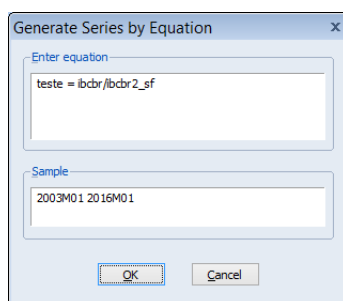 Generate Series by Equation
x
Enter equation
teste = ibcbr/ibcbr2_sf
Sample
2003M01 2016M01
OK
Cancel